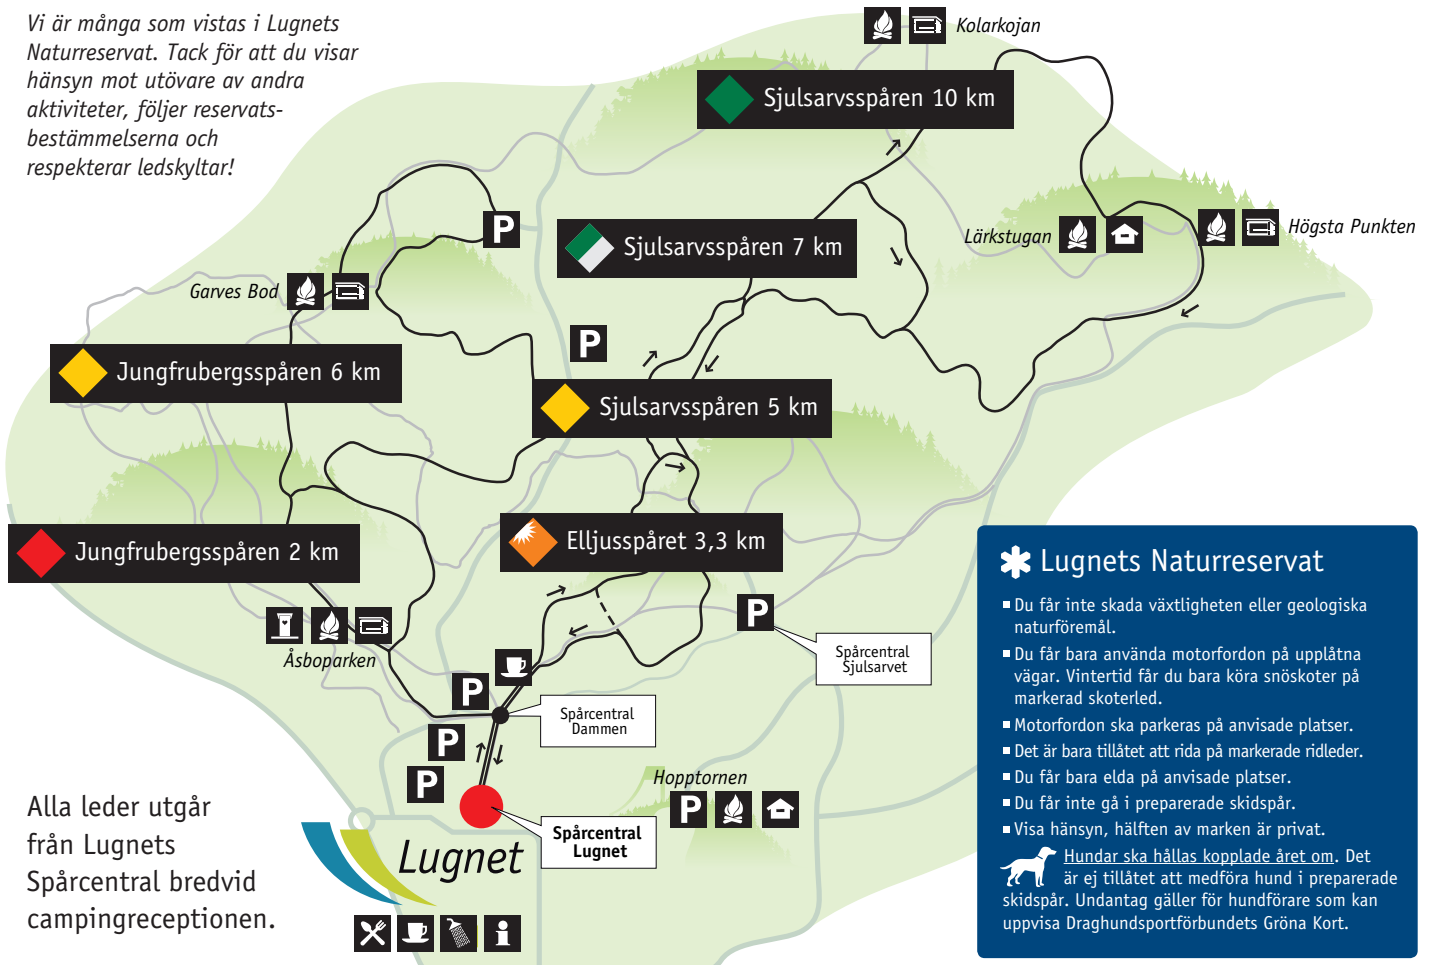 Vi är många som vistas i Lugnets
Naturreservat. Tack för att du visar
hänsyn mot utövare av andra
aktiviteter, följer reservats-
bestämmelserna och
respekterar ledskyltar!
Kolarkojan
Sjulsarvsspåren 10 km
P
Sjulsarvsspåren 7 km
Lärkstugan
Högsta Punkten
Garves Bod
P
Jungfrubergsspåren 6 km
Sjulsarvsspåren 5 km
Jungfrubergsspåren 2 km
Elljusspåret 3,3 km
Åsboparken
P
Spårcentral
Sjulsarvet
P
Spårcentral
Dammen
P
P
Hopptornen
P
Spårcentral
Lugnet
Lugnet
Alla leder utgår
från Lugnets
Spårcentral bredvid
campingreceptionen.
i
Lugnets Naturreservat
Du får inte skada växtligheten eller geologiska
naturföremål.
Du får bara använda motorfordon på upplåtna
vägar. Vintertid får du bara köra snöskoter på
markerad skoterled.
Motorfordon ska parkeras på anvisade platser.
Det är bara tillåtet att rida på markerade ridleder.
Du får bara elda på anvisade platser.
Du får inte gå i preparerade skidspår.
Visa hänsyn, hälften av marken är privat.
Hundar ska hållas kopplade året om. Det
är ej tillåtet att medföra hund i preparerade
skidspår. Undantag gäller för hundförare som kan
uppvisa Draghundsportförbundets Gröna Kort.